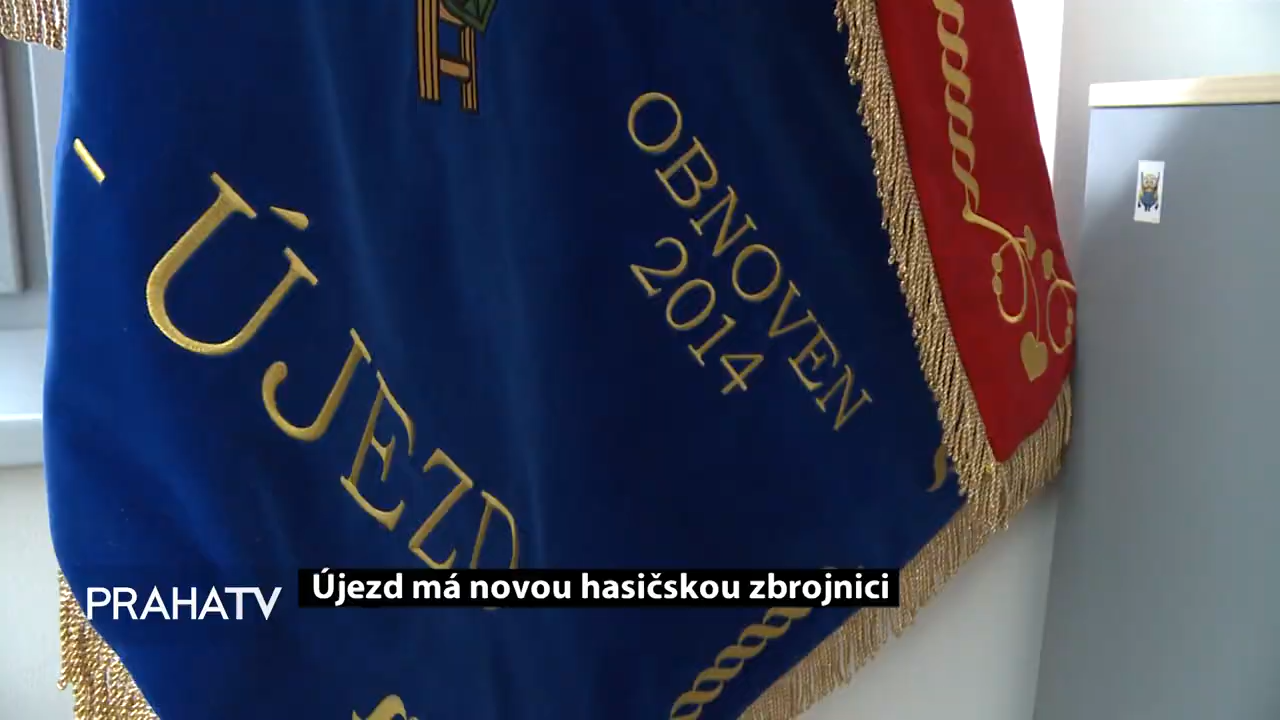 OBNOVEN
2014
ÚJEZD
PRAHATV
Újezd má novou hasičskou zbrojnici